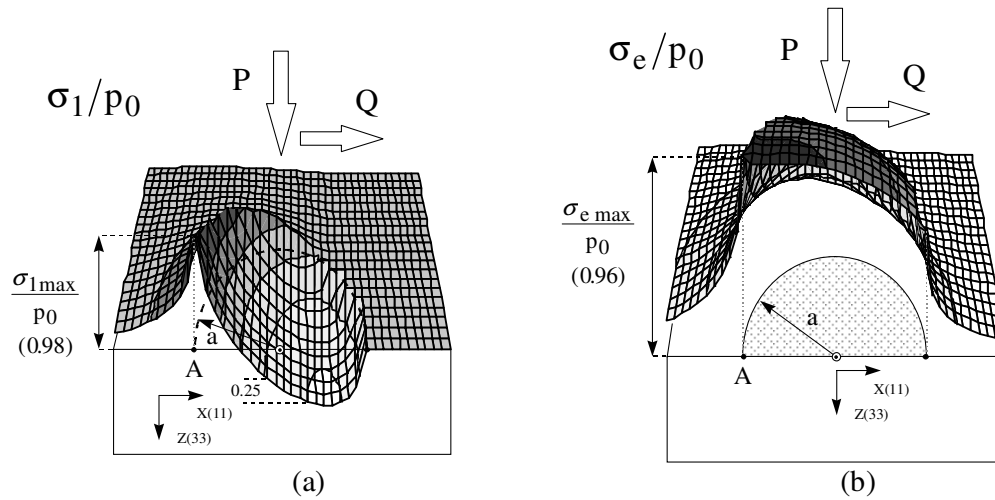 σ₁/p₀
P
Q
σ₁max
p₀
(0.98)
a
A
0.25
X(11)
Z(33)
(a)
σₑ/p₀
P
Q
σₑ max
p₀
(0.96)
a
A
X(11)
Z(33)
(b)